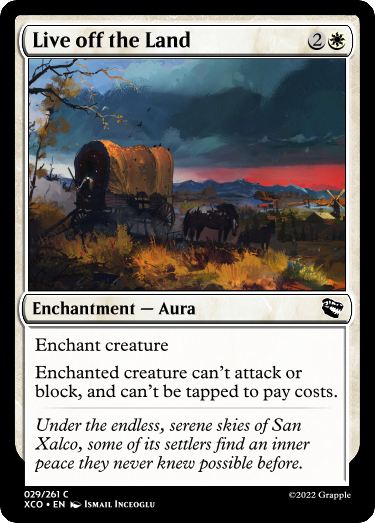 Live off the Land 2
Enchantment — Aura
Enchant creature
Enchanted creature can't attack or
block, and can't be tapped to pay costs.
Under the endless, serene skies of San
Xalco, some of its settlers find an inner
peace they never knew possible before.
029/261 C
XCO • EN Ismail Inceoglu
©2022 Grapple